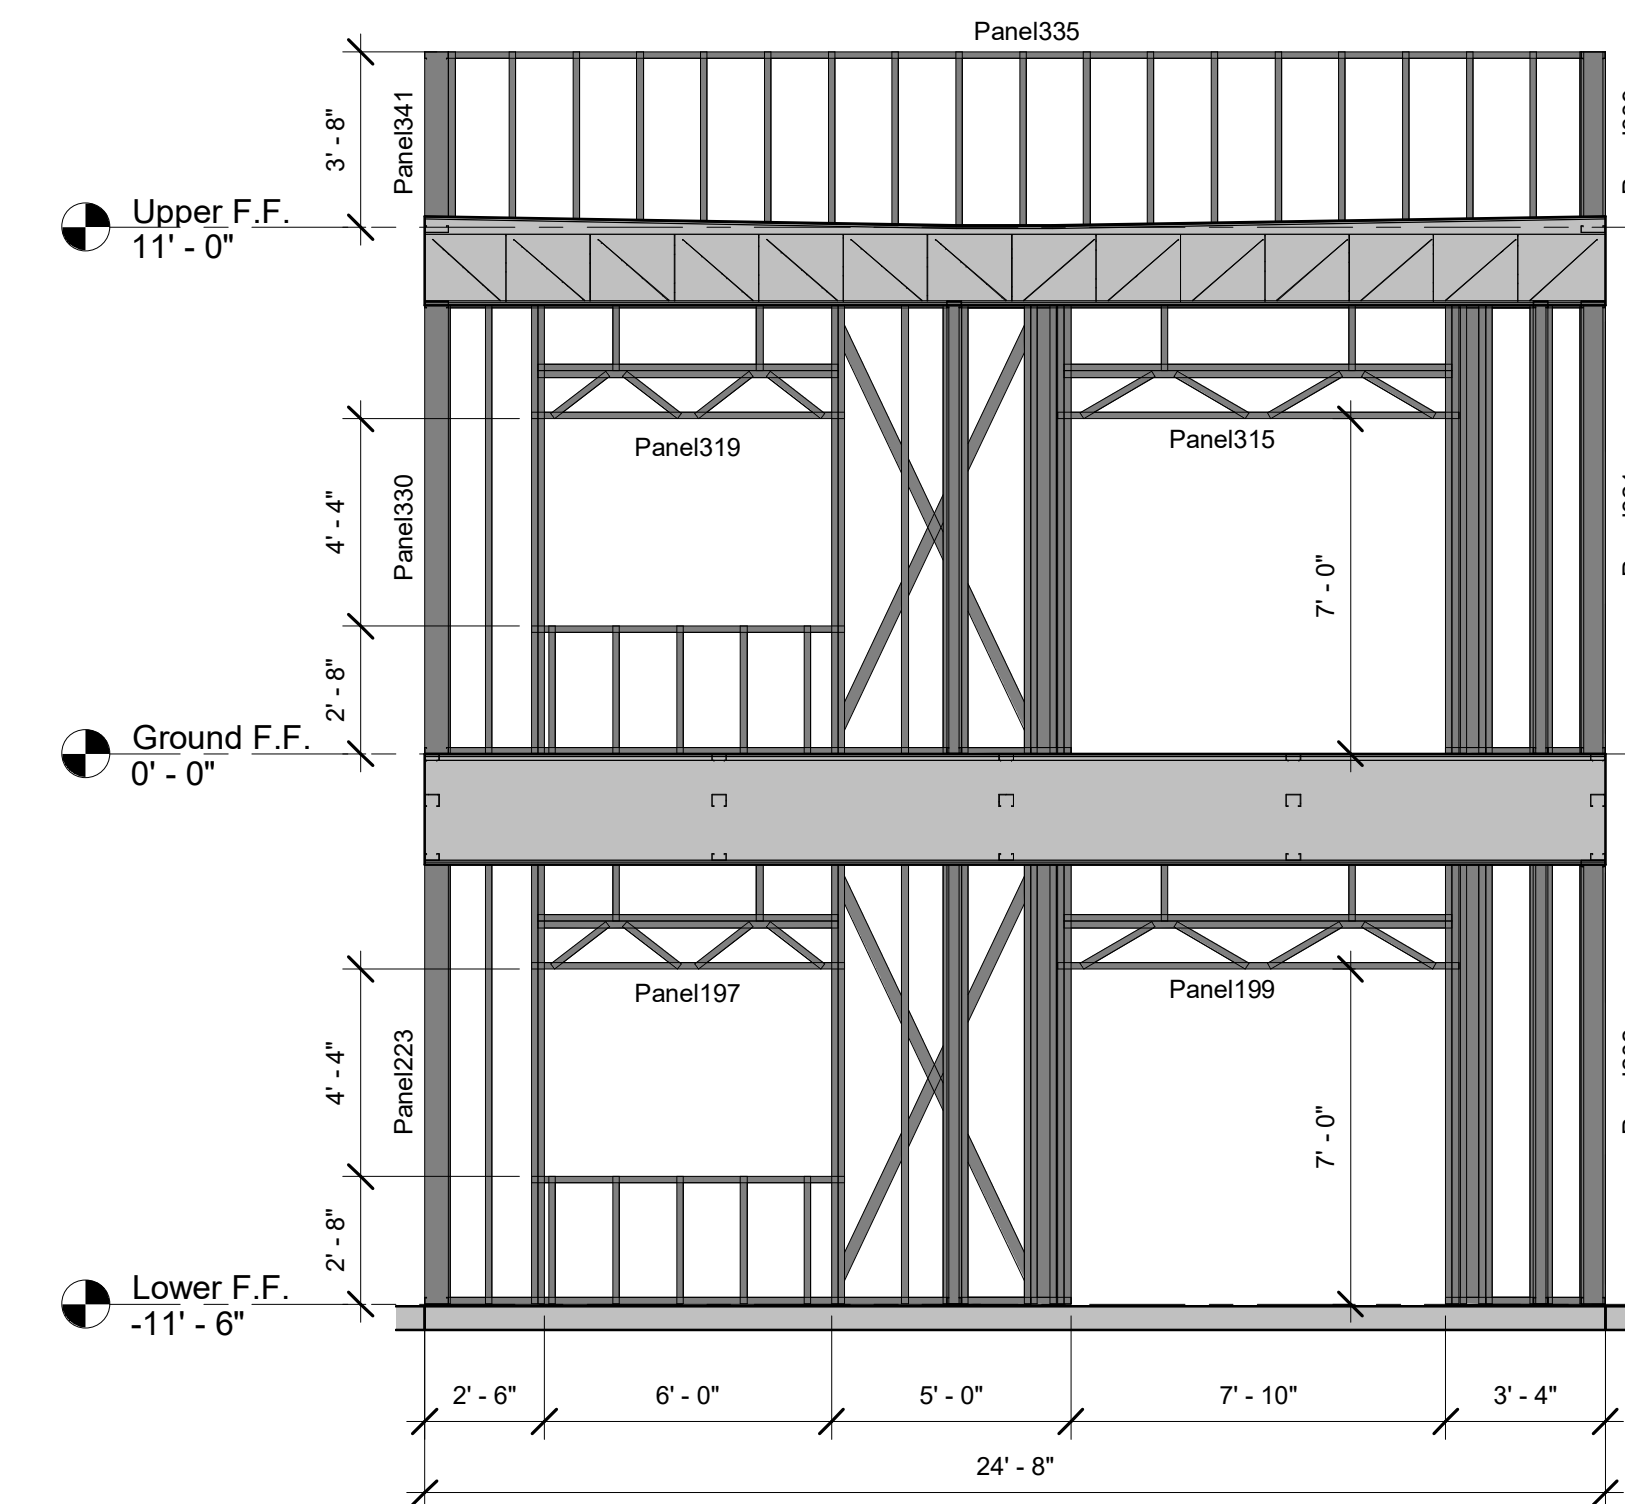 Panel335
3' - 8"
Panel341
Upper F.F.
11' - 0"
Panel319
Panel315
4' - 4"
Panel330
7' - 0"
2' - 8"
Ground F.F.
0' - 0"
Panel197
Panel199
4' - 4"
Panel223
7' - 0"
2' - 8"
Lower F.F.
-11' - 6"
2' - 6"
6' - 0"
5' - 0"
7' - 10"
3' - 4"
24' - 8"